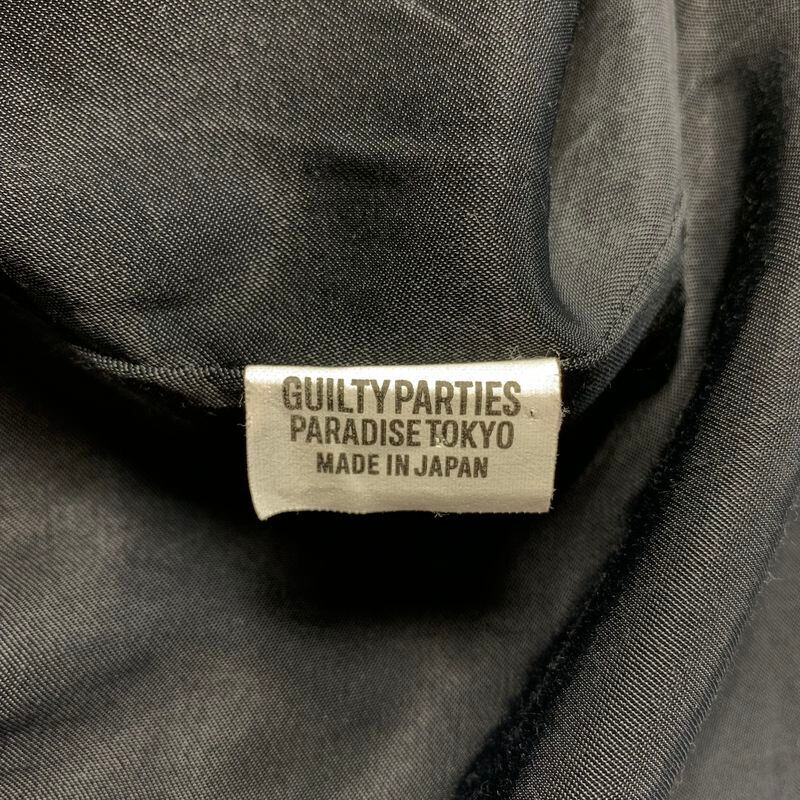 GUILTY PARTIES
PARADISE TOKYO
MADE IN JAPAN